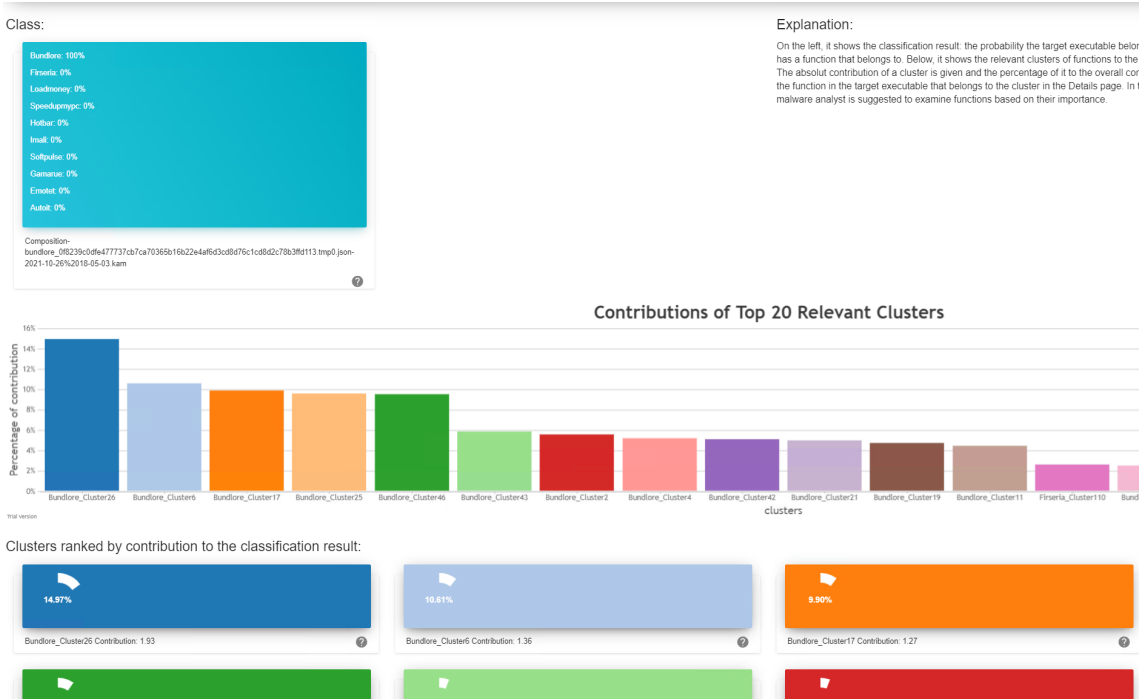 Class:
Explanation:
Bundlore: 100%
Firseria: 0%
Loadmoney: 0%
Speedupmypc: 0%
Hotbar: 0%
Imali: 0%
Softpulse: 0%
Gamarue: 0%
Emotet: 0%
Autoit: 0%
Composition-
bundlore_0f8239c0dfe477737cb7ca70365b16b22e4af6d3cd8d76c1cd8d2c78b3ffd113.tmp0.json-
2021-10-26%2018-05-03.kam
On the left, it shows the classification result: the probability the target executable belon
has a function that belongs to. Below, it shows the relevant clusters of functions to the
The absolut contribution of a cluster is given and the percentage of it to the overall con
the function in the target executable that belongs to the cluster in the Details page. In t
malware analyst is suggested to examine functions based on their importance.
Contributions of Top 20 Relevant Clusters
Percentage of contribution
16%
14%
12%
10%
8%
6%
4%
2%
0%
Bundlore_Cluster26 Bundlore_Cluster6 Bundlore_Cluster17 Bundlore_Cluster25 Bundlore_Cluster46 Bundlore_Cluster43 Bundlore_Cluster2 Bundlore_Cluster4 Bundlore_Cluster42 Bundlore_Cluster21 Bundlore_Cluster19 Bundlore_Cluster11 Firseria_Cluster110 Bund
clusters
Trial Version
Clusters ranked by contribution to the classification result:
14.97%
10.61%
9.90%
Bundlore_Cluster26 Contribution: 1.93
Bundlore_Cluster6 Contribution: 1.36
Bundlore_Cluster17 Contribution: 1.27